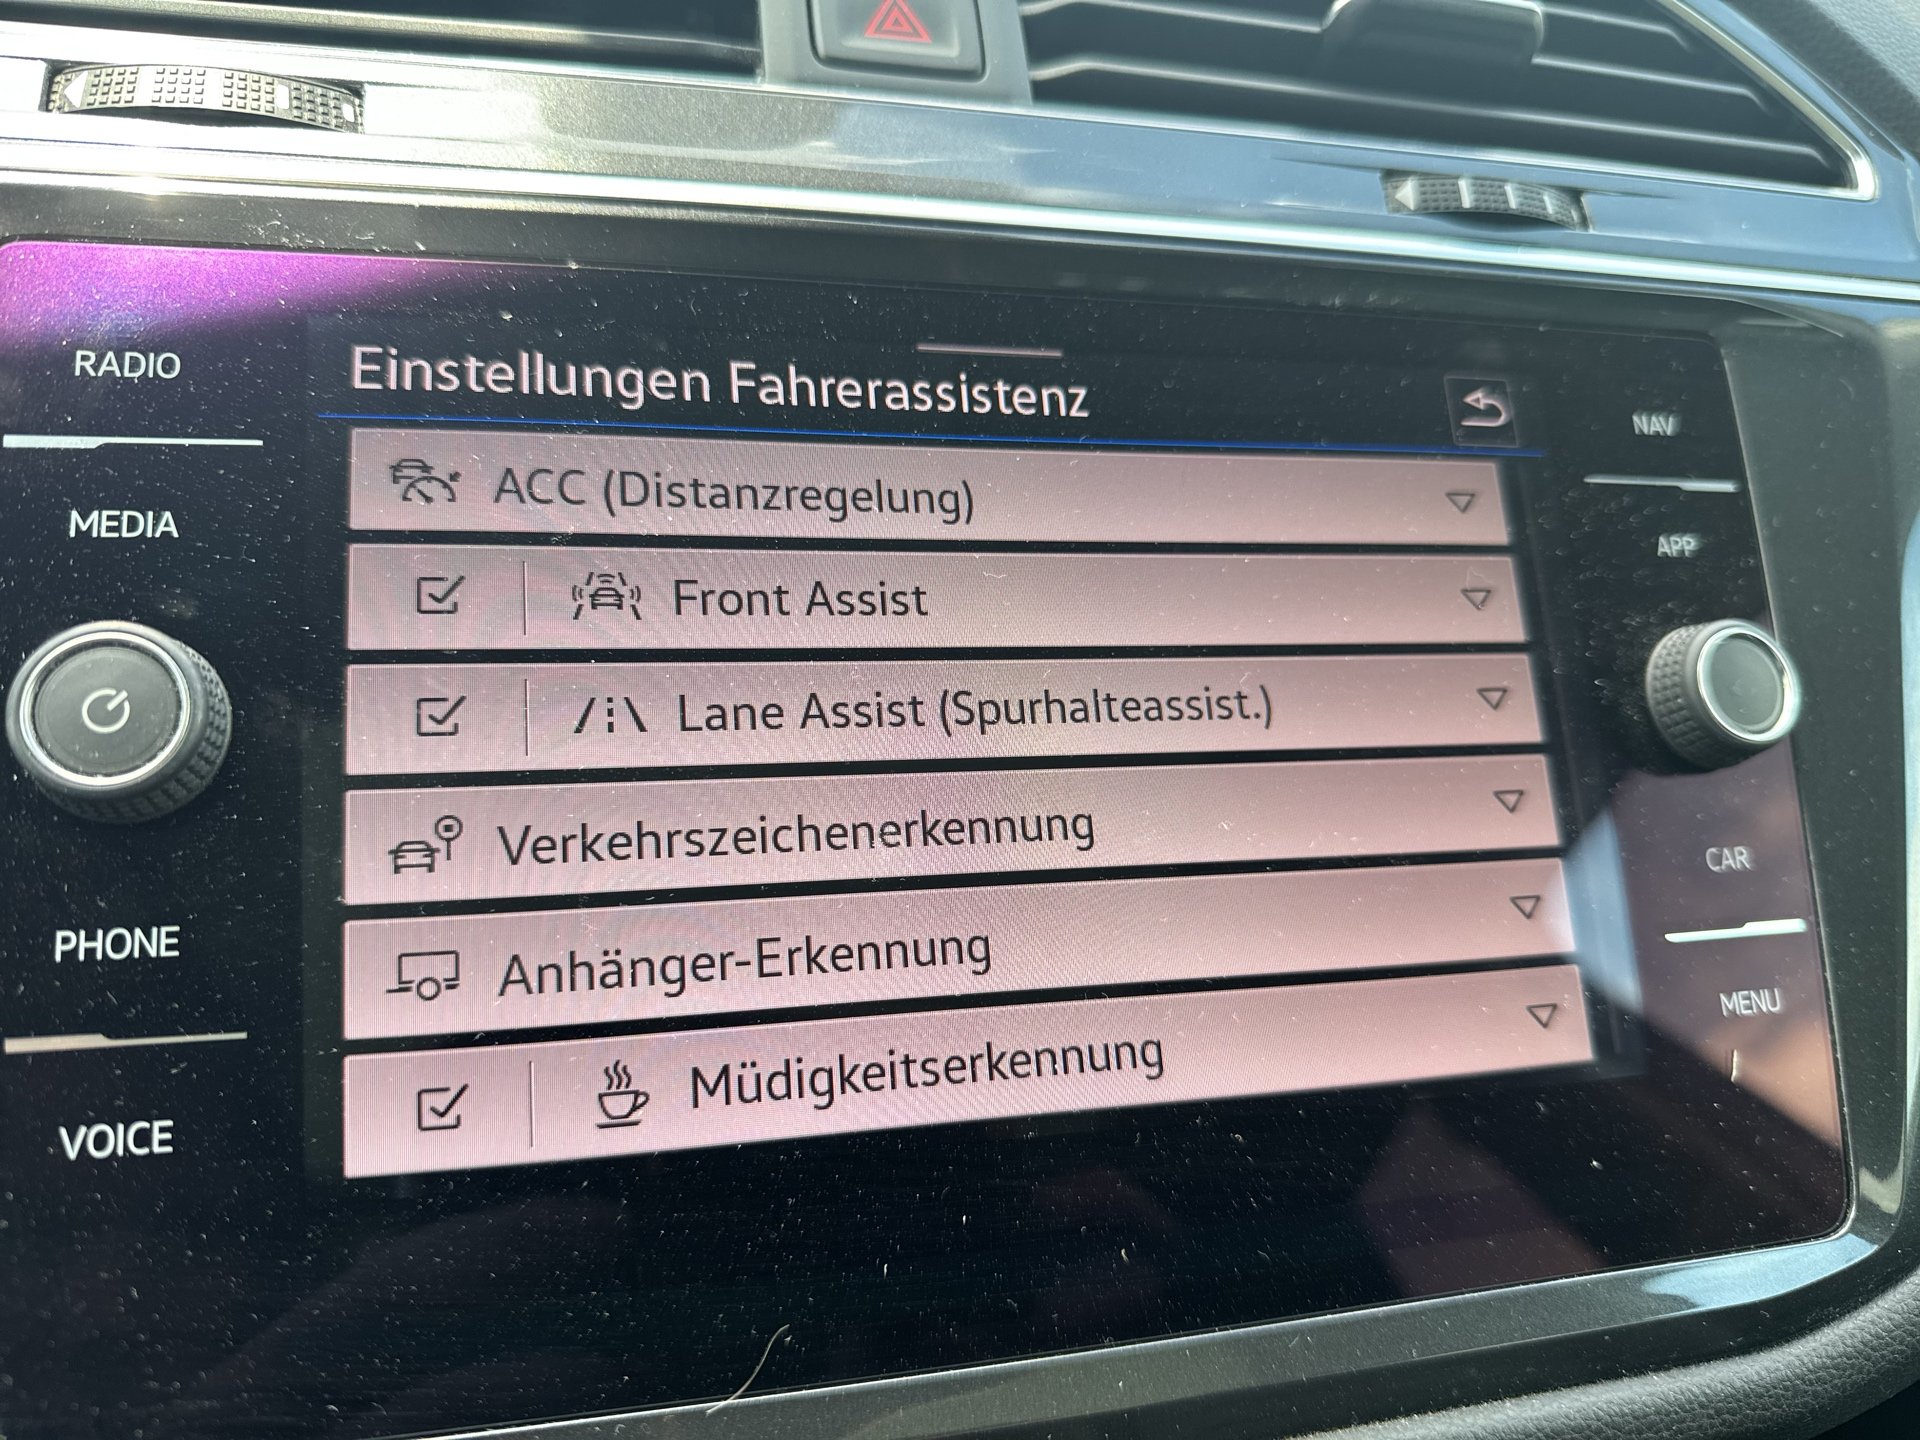 RADIO
MEDIA
PHONE
VOICE
Einstellungen Fahrerassistenz
ACC (Distanzregelung)
Front Assist
Lane Assist (Spurhalteassist.)
Verkehrszeichenerkennung
Anhänger-Erkennung
Müdigkeitserkennung
NAV
APP
CAR
MENU